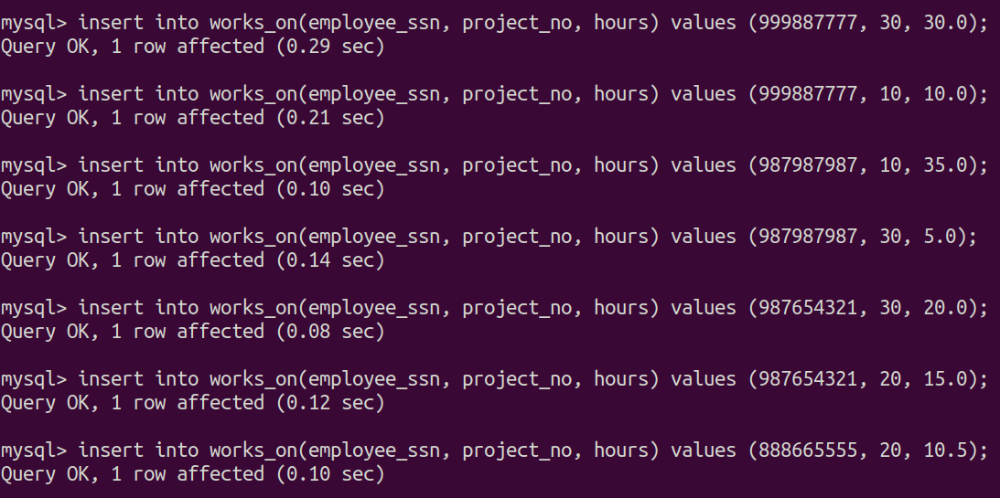 mysql> insert into works_on(employee_ssn, project_no, hours) values (999887777, 30, 30.0);
Query OK, 1 row affected (0.29 sec)
mysql> insert into works_on(employee_ssn, project_no, hours) values (999887777, 10, 10.0);
Query OK, 1 row affected (0.21 sec)
mysql> insert into works_on(employee_ssn, project_no, hours) values (987987987, 10, 35.0);
Query OK, 1 row affected (0.10 sec)
mysql> insert into works_on(employee_ssn, project_no, hours) values (987987987, 30, 5.0);
Query OK, 1 row affected (0.14 sec)
mysql> insert into works_on(employee_ssn, project_no, hours) values (987654321, 30, 20.0);
Query OK, 1 row affected (0.08 sec)
mysql> insert into works_on(employee_ssn, project_no, hours) values (987654321, 20, 15.0);
Query OK, 1 row affected (0.12 sec)
mysql> insert into works_on(employee_ssn, project_no, hours) values (888665555, 20, 10.5);
Query OK, 1 row affected (0.10 sec)